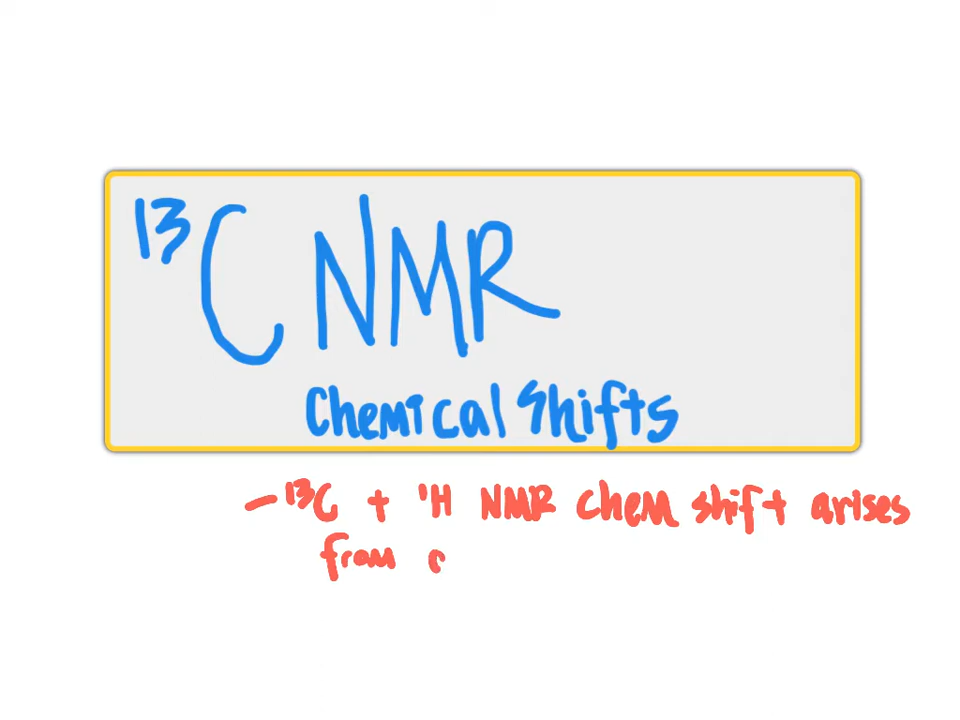 ¹³C NMR
Chemical Shifts
- ¹³C + ¹H NMR Chem shift arises
from